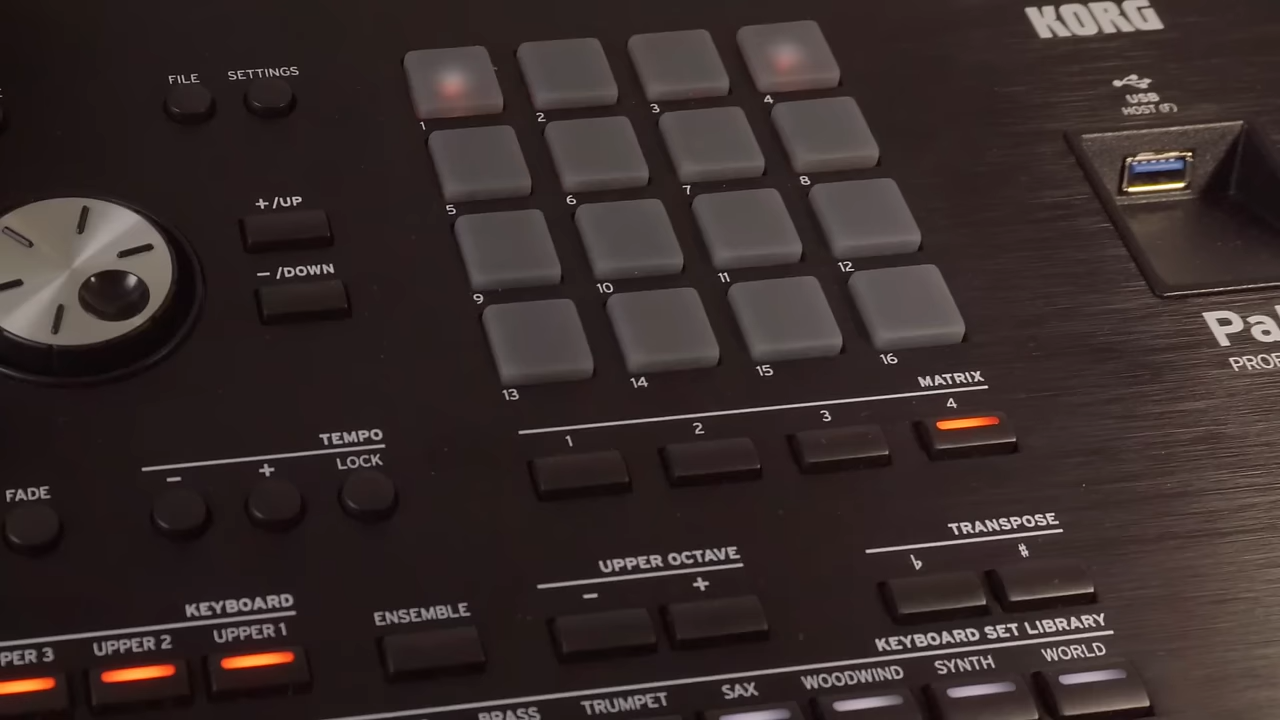 KORG
FILE
SETTINGS
USB
HOST (F)
1
2
3
4
5
6
7
8
9
10
11
12
13
14
15
16
+/UP
− /DOWN
MATRIX
1
2
3
4
TEMPO
−
+
LOCK
FADE
UPPER OCTAVE
−
+
TRANSPOSE
♭
#
KEYBOARD
UPPER 2
UPPER 1
ENSEMBLE
KEYBOARD SET LIBRARY
BRASS
TRUMPET
SAX
WOODWIND
SYNTH
WORLD